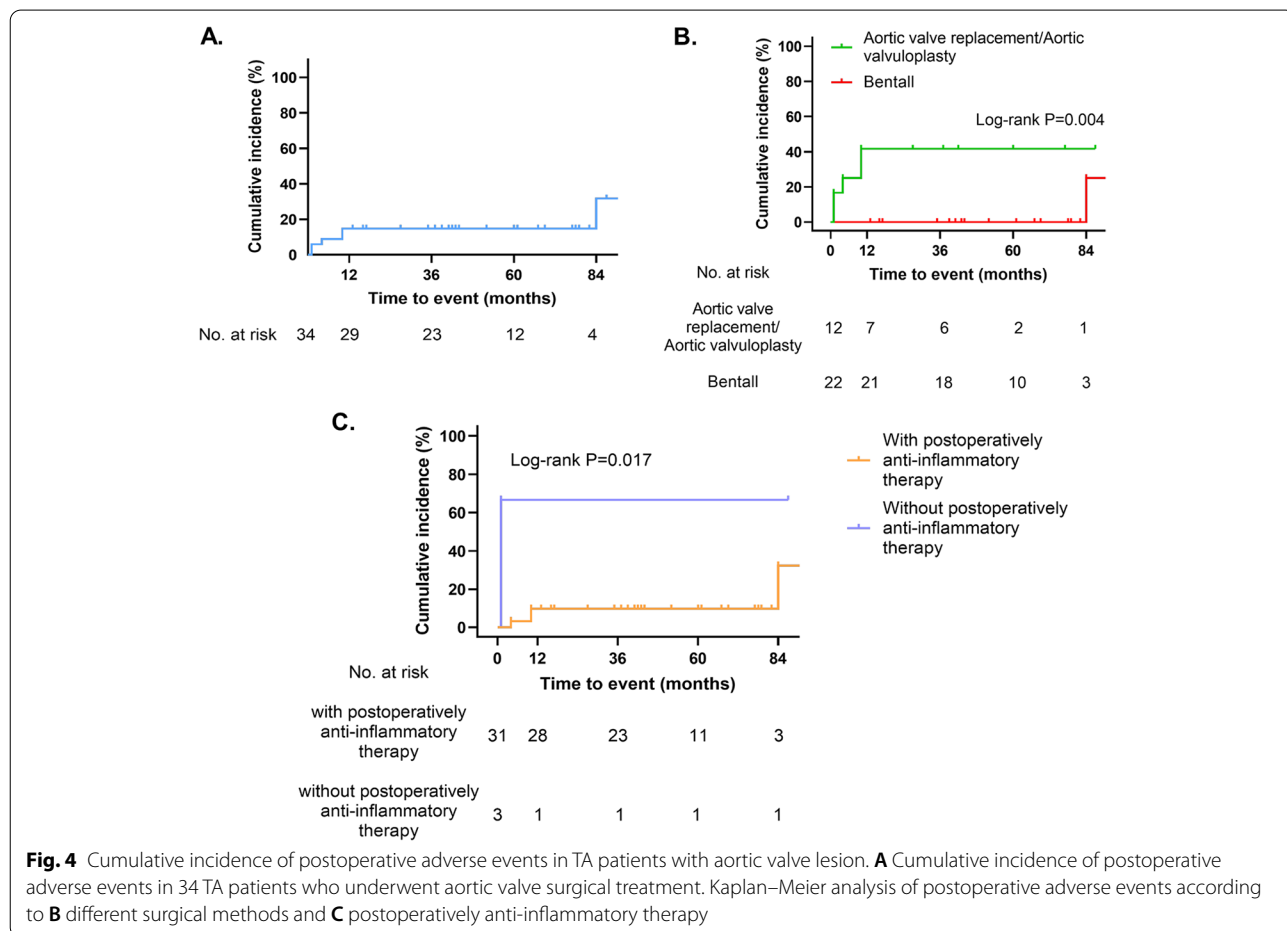 A.
Cumulative incidence (%)
100
80
60
40
20
0
12 36 60 84
Time to event (months)
No. at risk 34 29 23 12 4
B.
Aortic valve replacement/Aortic
valvuloplasty
Bentall
Log-rank P=0.004
Cumulative incidence (%)
100
80
60
40
20
0
0 12 36 60 84
No. at risk
Time to event (months)
Aortic valve
replacement/
Aortic valvuloplasty
12 7 6 2 1
Bentall 22 21 18 10 3
C.
Log-rank P=0.017
Cumulative incidence (%)
100
80
60
40
20
0
0 12 36 60 84
With postoperatively
anti-inflammatory
therapy
Without postoperatively
anti-inflammatory
therapy
No. at risk
Time to event (months)
with postoperatively
anti-inflammatory
therapy
31 28 23 11 3
without postoperatively
anti-inflammatory
therapy
3 1 1 1 1
Fig. 4 Cumulative incidence of postoperative adverse events in TA patients with aortic valve lesion. A Cumulative incidence of postoperative
adverse events in 34 TA patients who underwent aortic valve surgical treatment. Kaplan–Meier analysis of postoperative adverse events according
to B different surgical methods and C postoperatively anti-inflammatory therapy